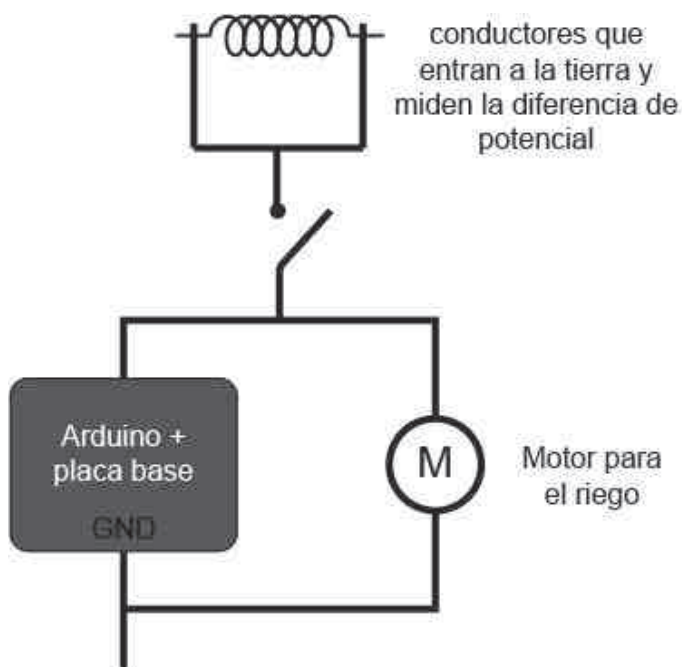 conductores que
entran a la tierra y
miden la diferencia de
potencial
Arduino +
placa base
GND
M
Motor para
el riego